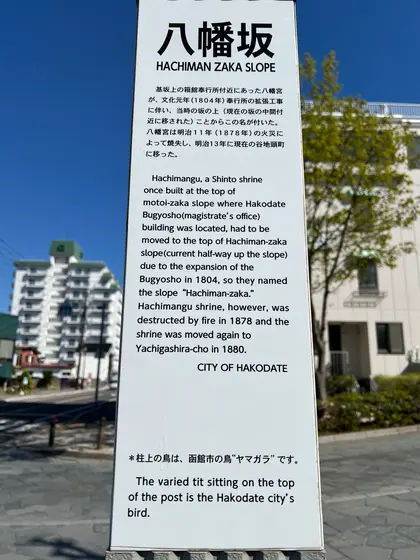 八幡坂
HACHIMAN ZAKA SLOPE
基坂上の箱館奉行所付近にあった八幡宮
が、文化元年(1804年)奉行所の拡張工事
に伴い、当時の坂の上(現在の坂の中間付
近に移された)ことからこの名が付いた。
八幡宮は明治11年(1878年)の火災に
よって焼失し、明治13年に現在の谷地頭町
に移った。
Hachimangu, a Shinto shrine
once built at the top of
motoi-zaka slope where Hakodate
Bugyosho(magistrate's office)
building was located, had to be
moved to the top of Hachiman-zaka
slope(current half-way up the slope)
due to the expansion of the
Bugyosho in 1804, so they named
the slope "Hachiman-zaka."
Hachimangu shrine, however, was
destructed by fire in 1878 and the
shrine was moved again to
Yachigashira-cho in 1880.
CITY OF HAKODATE
*柱上の鳥は、函館市の鳥"ヤマガラ"です。
The varied tit sitting on the top
of the post is the Hakodate city's
bird.